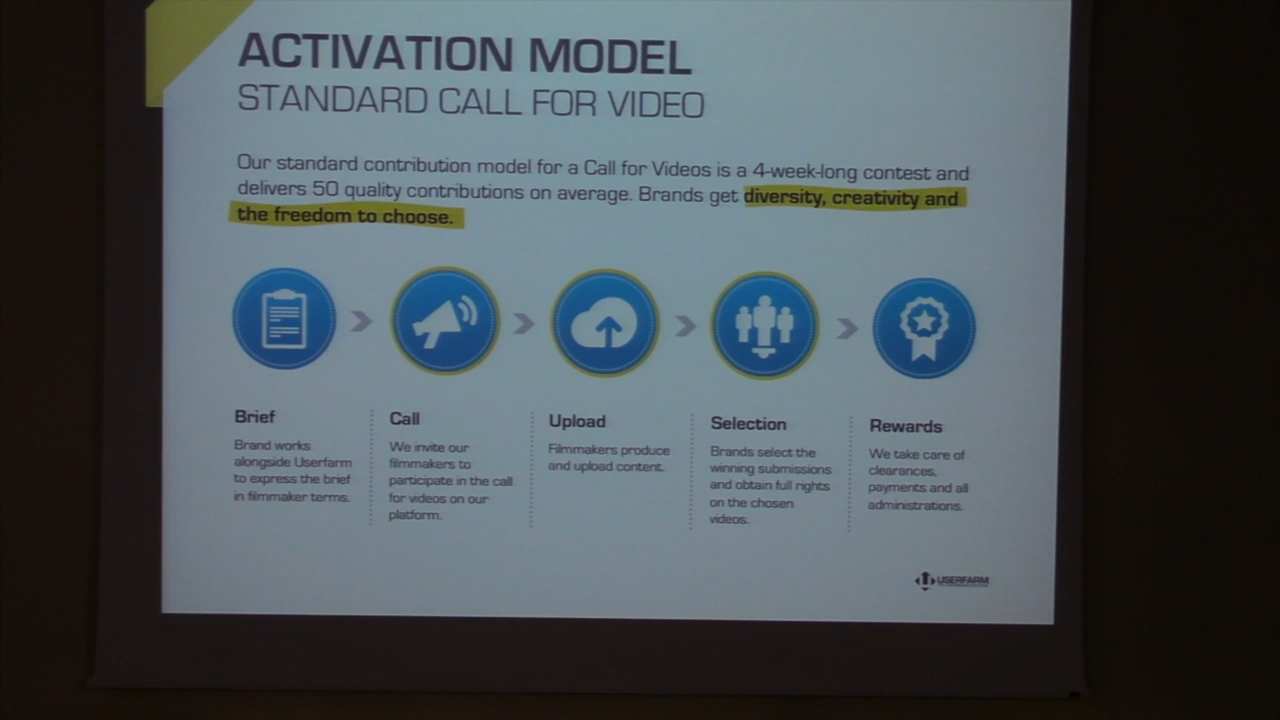 ACTIVATION MODEL
STANDARD CALL FOR VIDEO
Our standard contribution model for a Call for Videos is a 4-week-long contest and
delivers 50 quality contributions on average. Brands get diversity, creativity and
the freedom to choose.
Brief
Brand works
alongside Userfarm
to express the brief
in filmmaker terms.
Call
We invite our
filmmakers to
participate in the call
for videos on our
platform.
Upload
Filmmakers produce
and upload content.
Selection
Brands select the
winning submissions
and obtain full rights
on the chosen
videos.
Rewards
We take care of
clearances,
payments and all
administrations.
USERFARM